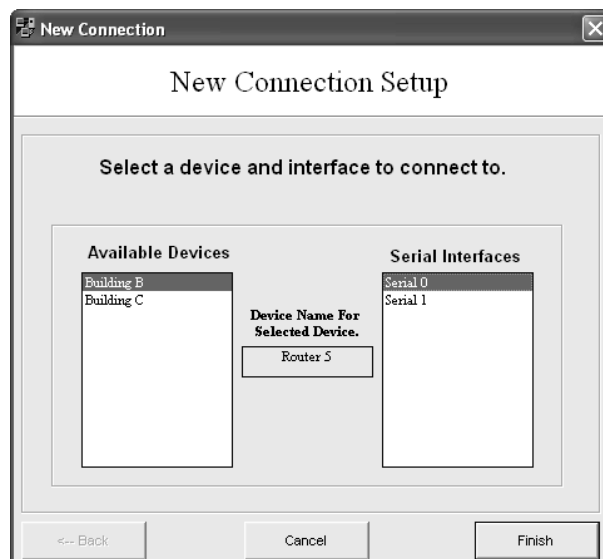 New Connection
New Connection Setup
Select a device and interface to connect to.
Available Devices
Serial Interfaces
Building B
Building C
Device Name For
Selected Device.
Router 5
Serial 0
Serial 1
<-- Back
Cancel
Finish